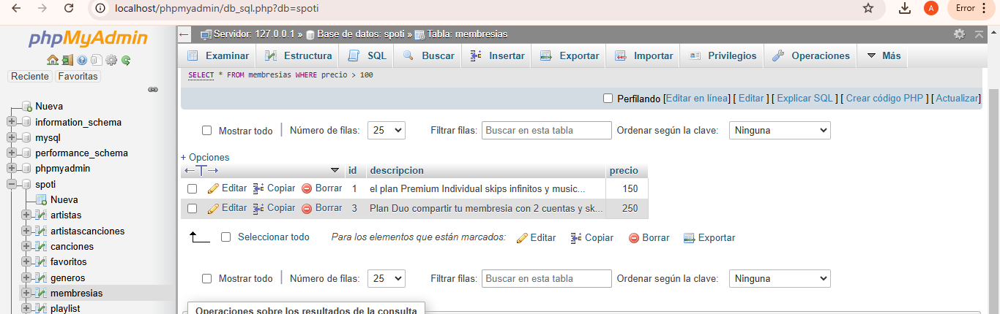 localhost/phpmyadmin/db_sql.php?db=spoti
A
Error
phpMyAdmin
Reciente Favoritas
Nueva
information_schema
mysql
performance_schema
phpmyadmin
spoti
Nueva
artistas
artistascanciones
canciones
favoritos
generos
membresias
playlist
Servidor: 127.0.0.1 » Base de datos: spoti » Tabla: membresias
Examinar Estructura SQL Buscar Insertar Exportar Importar Privilegios Operaciones Más
SELECT * FROM membresias WHERE precio > 100
Perfilando [Editar en línea] [ Editar ] [ Explicar SQL ] [ Crear código PHP ] [ Actualizar]
Mostrar todo Número de filas: 25 Filtrar filas: Buscar en esta tabla Ordenar según la clave: Ninguna
+ Opciones
←T→ id descripcion precio
Editar Copiar Borrar 1 el plan Premium Individual skips infinitos y music... 150
Editar Copiar Borrar 3 Plan Duo compartir tu membresia con 2 cuentas y sk... 250
Seleccionar todo Para los elementos que están marcados: Editar Copiar Borrar Exportar
Mostrar todo Número de filas: 25 Filtrar filas: Buscar en esta tabla Ordenar según la clave: Ninguna
Operaciones sobre los resultados de la consulta